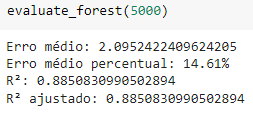 evaluate_forest(5000)
Erro médio: 2.0952422409624205
Erro médio percentual: 14.61%
R²: 0.8850830990502894
R² ajustado: 0.8850830990502894